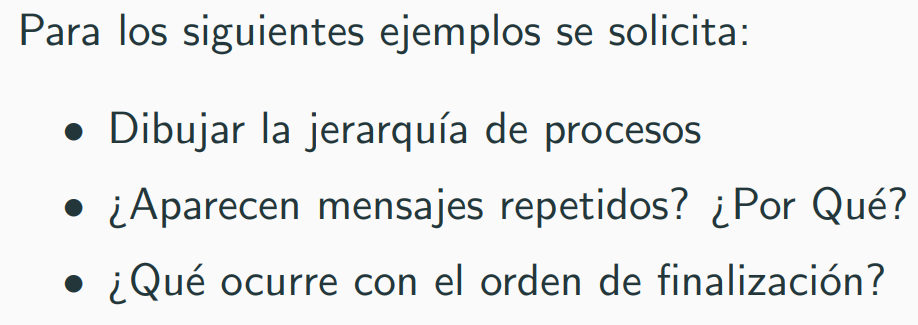 Para los siguientes ejemplos se solicita:
• Dibujar la jerarquía de procesos
• ¿Aparecen mensajes repetidos? ¿Por Qué?
• ¿Qué ocurre con el orden de finalización?